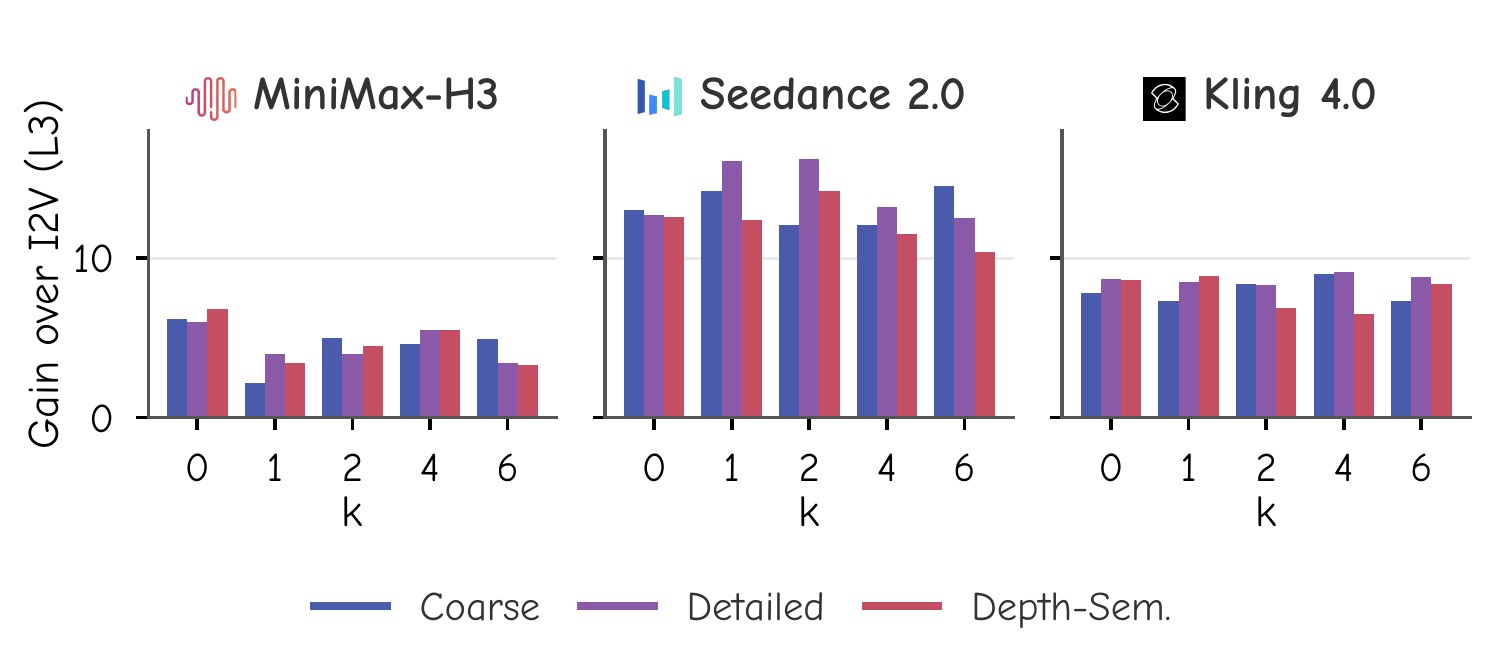 MiniMax-H3
Seedance 2.0
Kling 4.0
Gain over I2V (L3)
10
0
0 1 2 4 6
k
0 1 2 4 6
k
0 1 2 4 6
k
Coarse Detailed Depth-Sem.